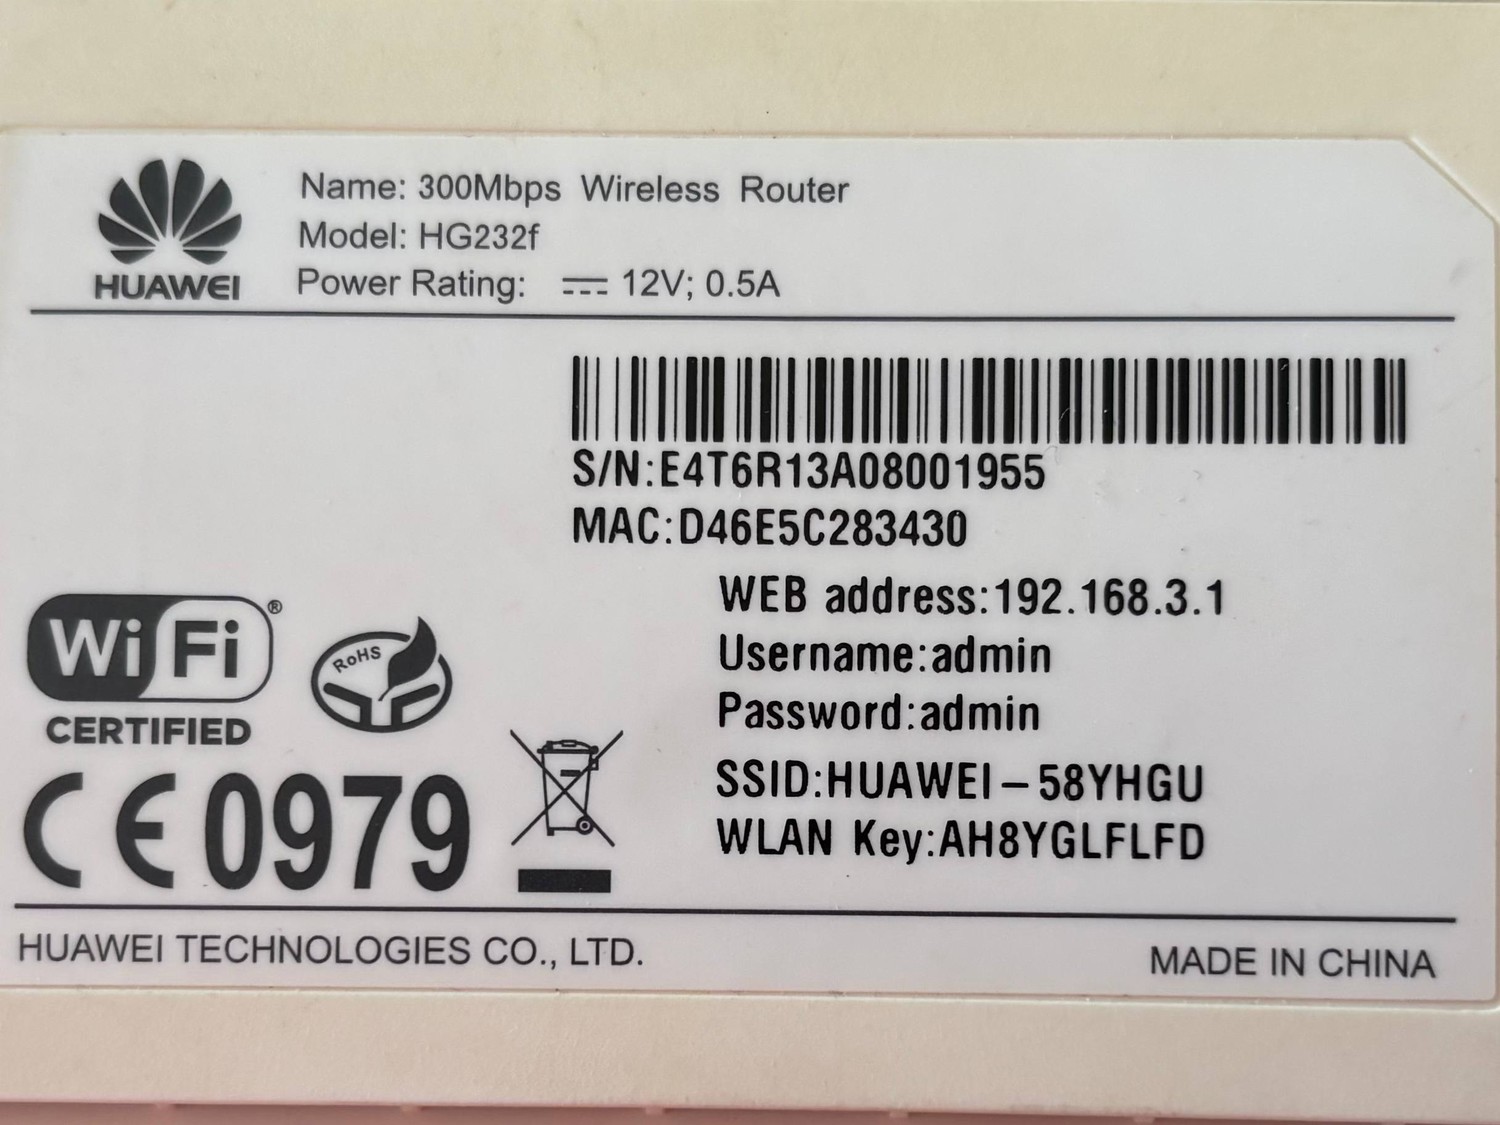 HUAWEI
Name: 300Mbps Wireless Router
Model: HG232f
Power Rating: ⎓ 12V; 0.5A
S/N:E4T6R13A08001955
MAC:D46E5C283430
WEB address:192.168.3.1
Username:admin
Password:admin
SSID:HUAWEI-58YHGU
WLAN Key:AH8YGLFLFD
WiFi®
CERTIFIED
RoHS
CE0979
HUAWEI TECHNOLOGIES CO., LTD.
MADE IN CHINA